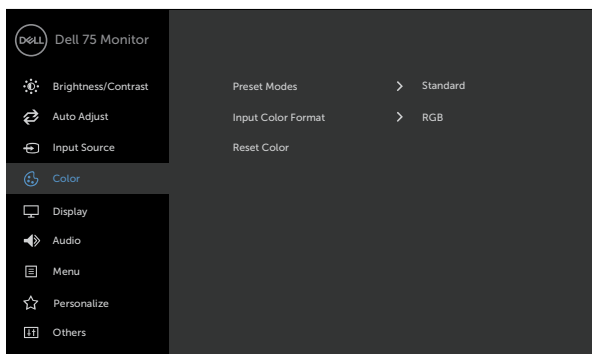 DELL Dell 75 Monitor
Brightness/Contrast
Preset Modes > Standard
Auto Adjust
Input Color Format > RGB
Input Source
Reset Color
Color
Display
Audio
Menu
Personalize
Others